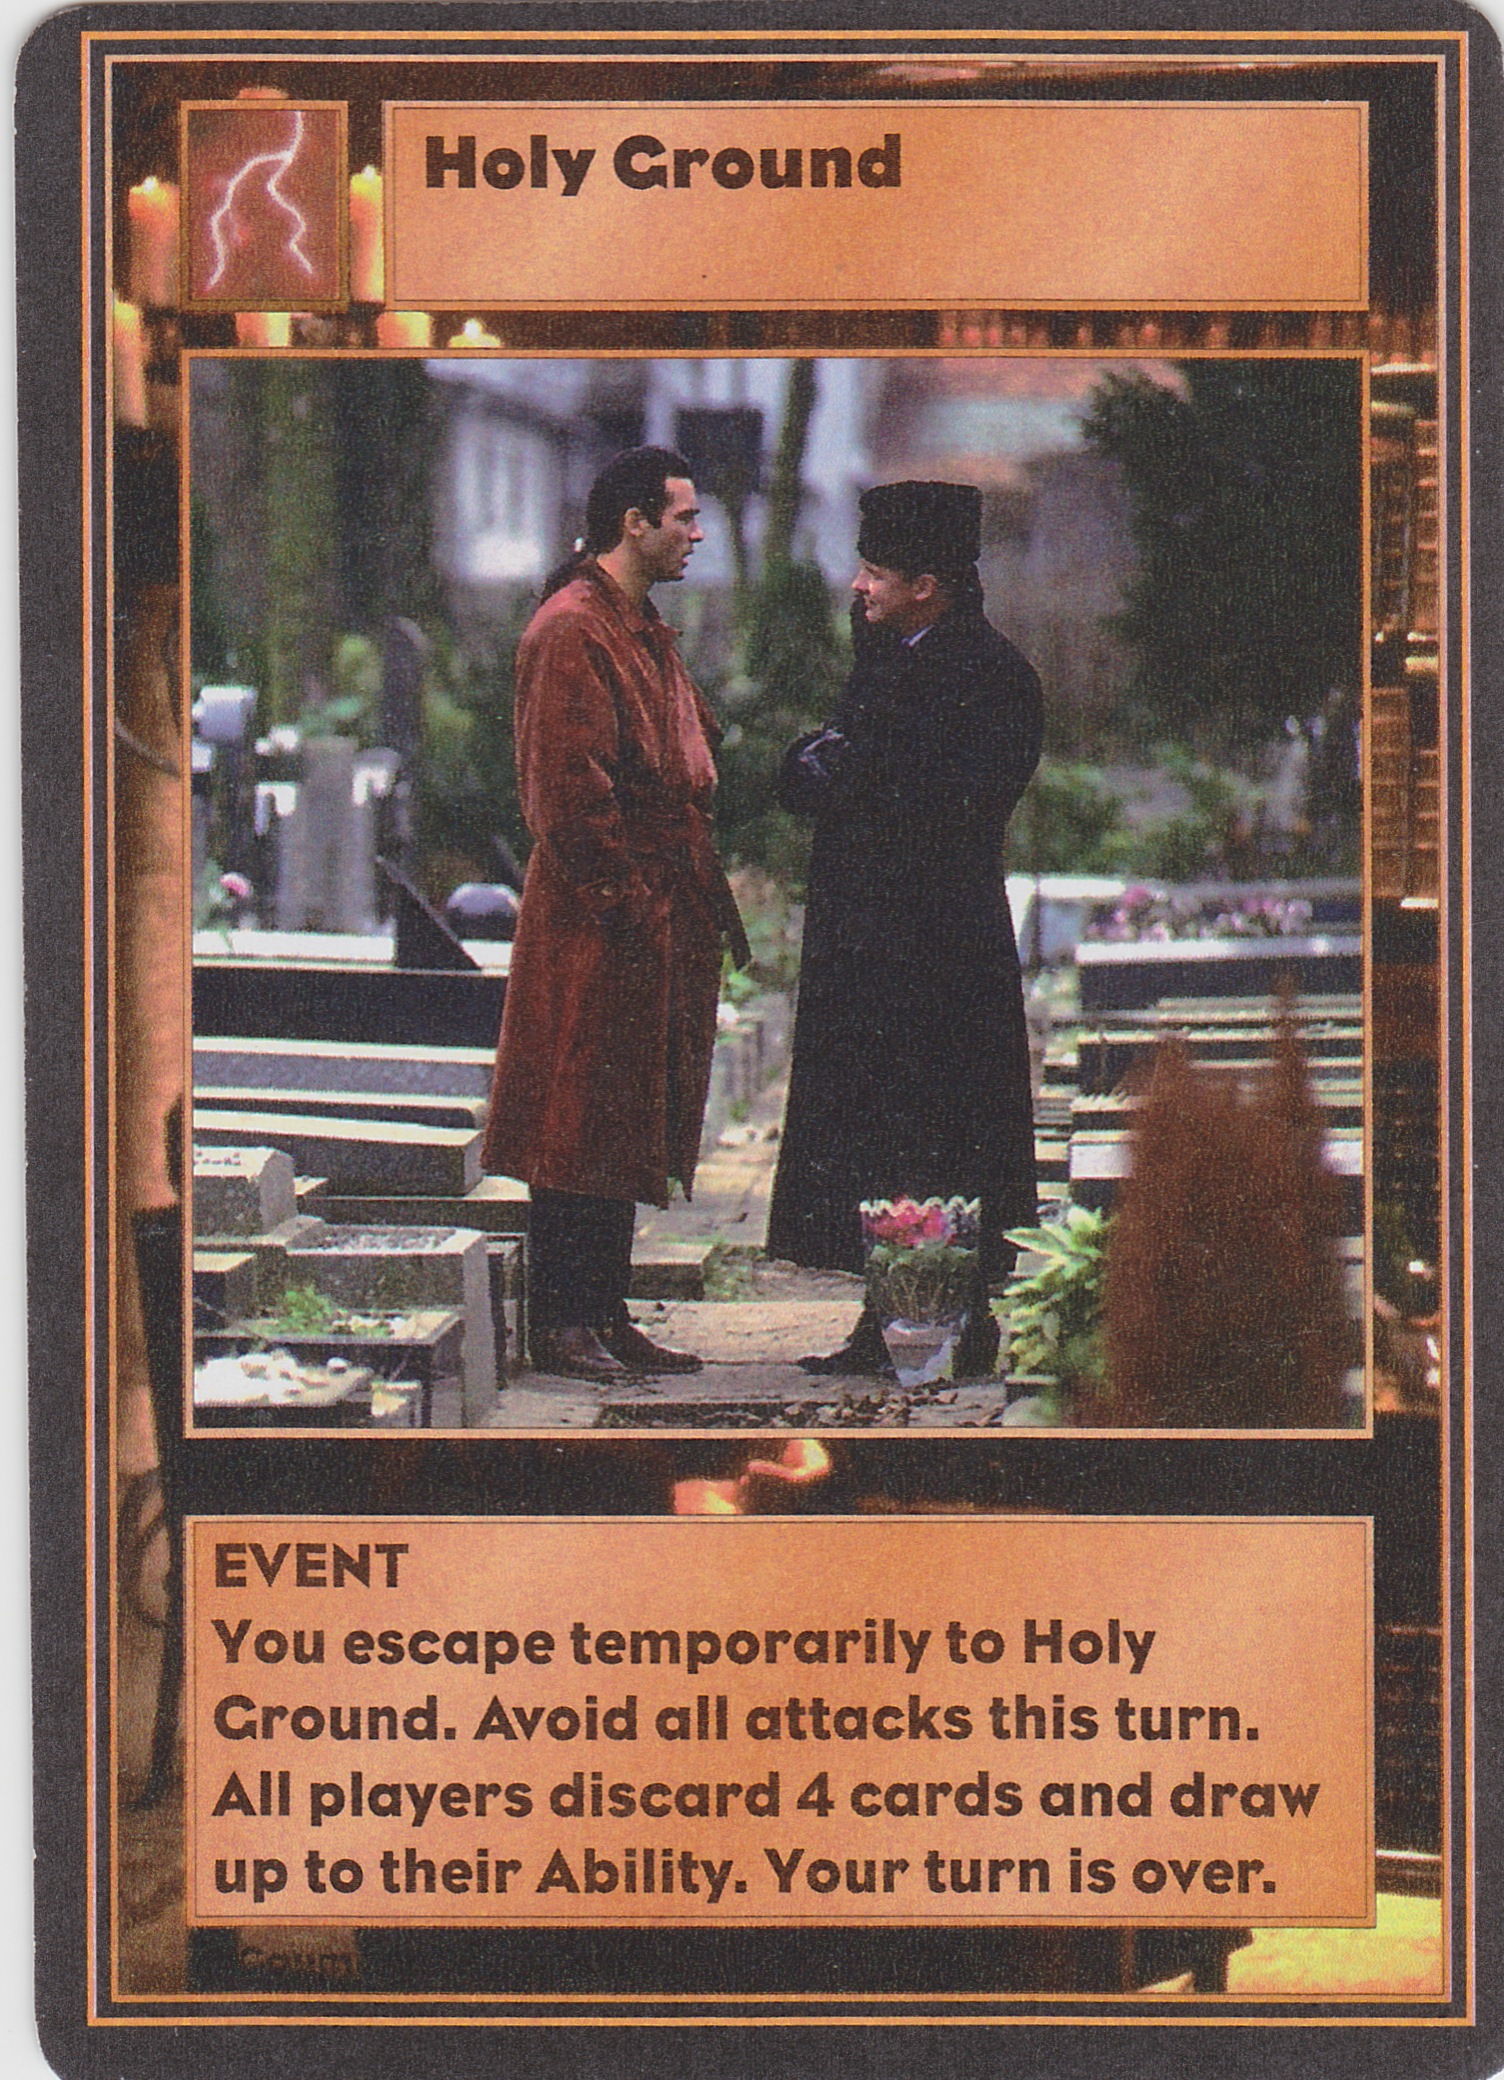 Holy Ground
EVENT
You escape temporarily to Holy
Ground. Avoid all attacks this turn.
All players discard 4 cards and draw
up to their Ability. Your turn is over.